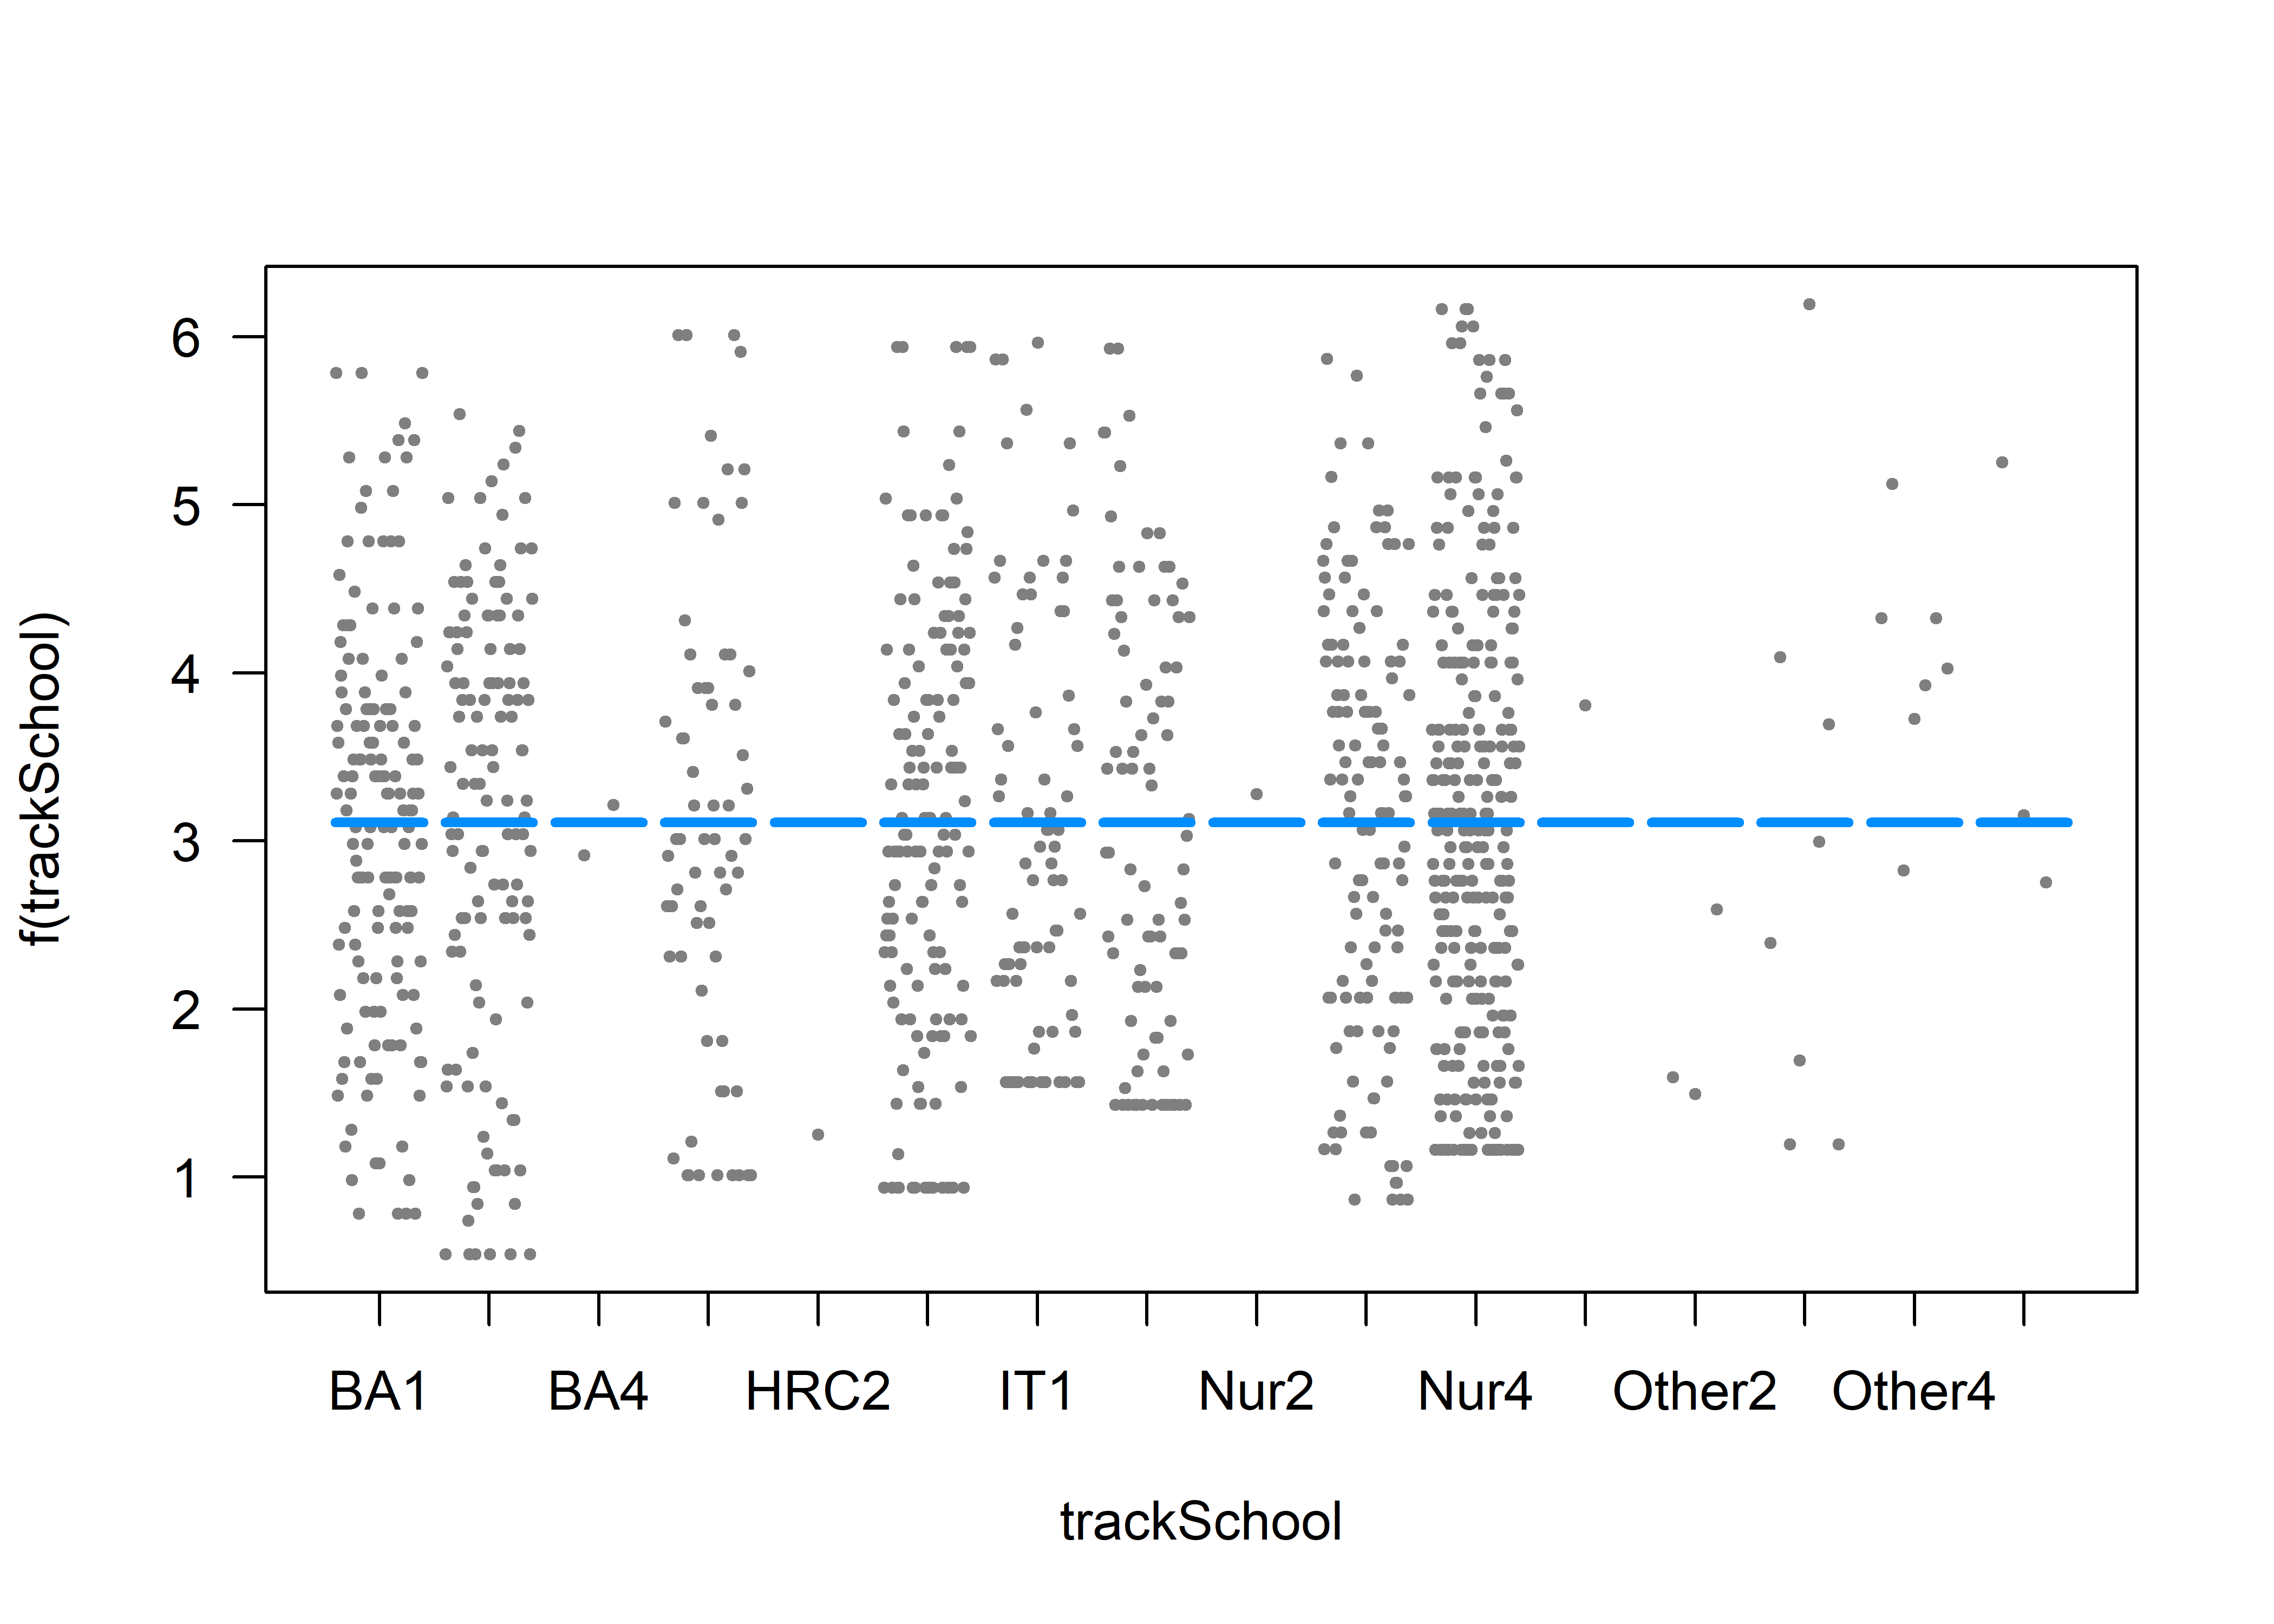 f(trackSchool)
6
5
4
3
2
1
BA1 BA4 HRC2 IT1 Nur2 Nur4 Other2 Other4
trackSchool